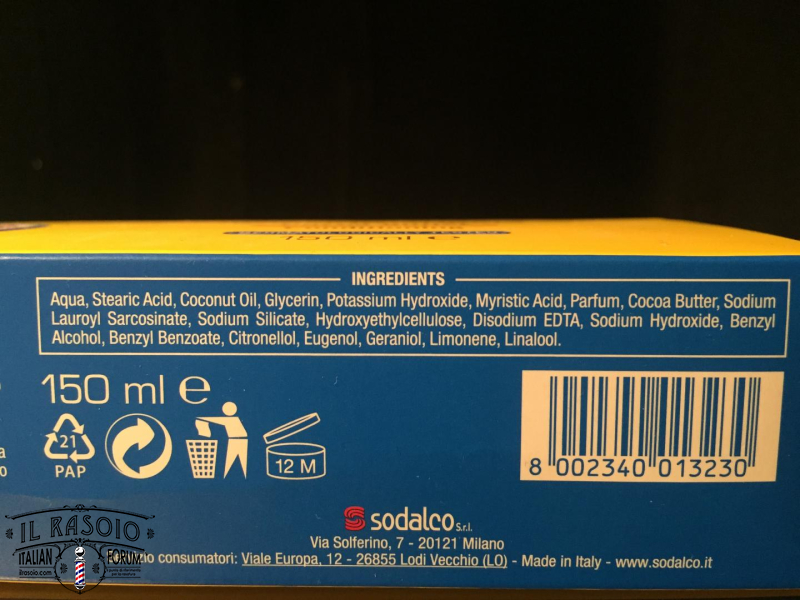 150 ml e
INGREDIENTS
Aqua, Stearic Acid, Coconut Oil, Glycerin, Potassium Hydroxide, Myristic Acid, Parfum, Cocoa Butter, Sodium
Lauroyl Sarcosinate, Sodium Silicate, Hydroxyethylcellulose, Disodium EDTA, Sodium Hydroxide, Benzyl
Alcohol, Benzyl Benzoate, Citronellol, Eugenol, Geraniol, Limonene, Linalool.
150 ml e
21
PAP
12 M
8 002340 013230
sodalco S.r.l.
Via Solferino, 7 - 20121 Milano
consumatori: Viale Europa, 12 - 26855 Lodi Vecchio (LO) - Made in Italy - www.sodalco.it
IL RASOIO
ITALIAN FORUM
ilrasoio.com